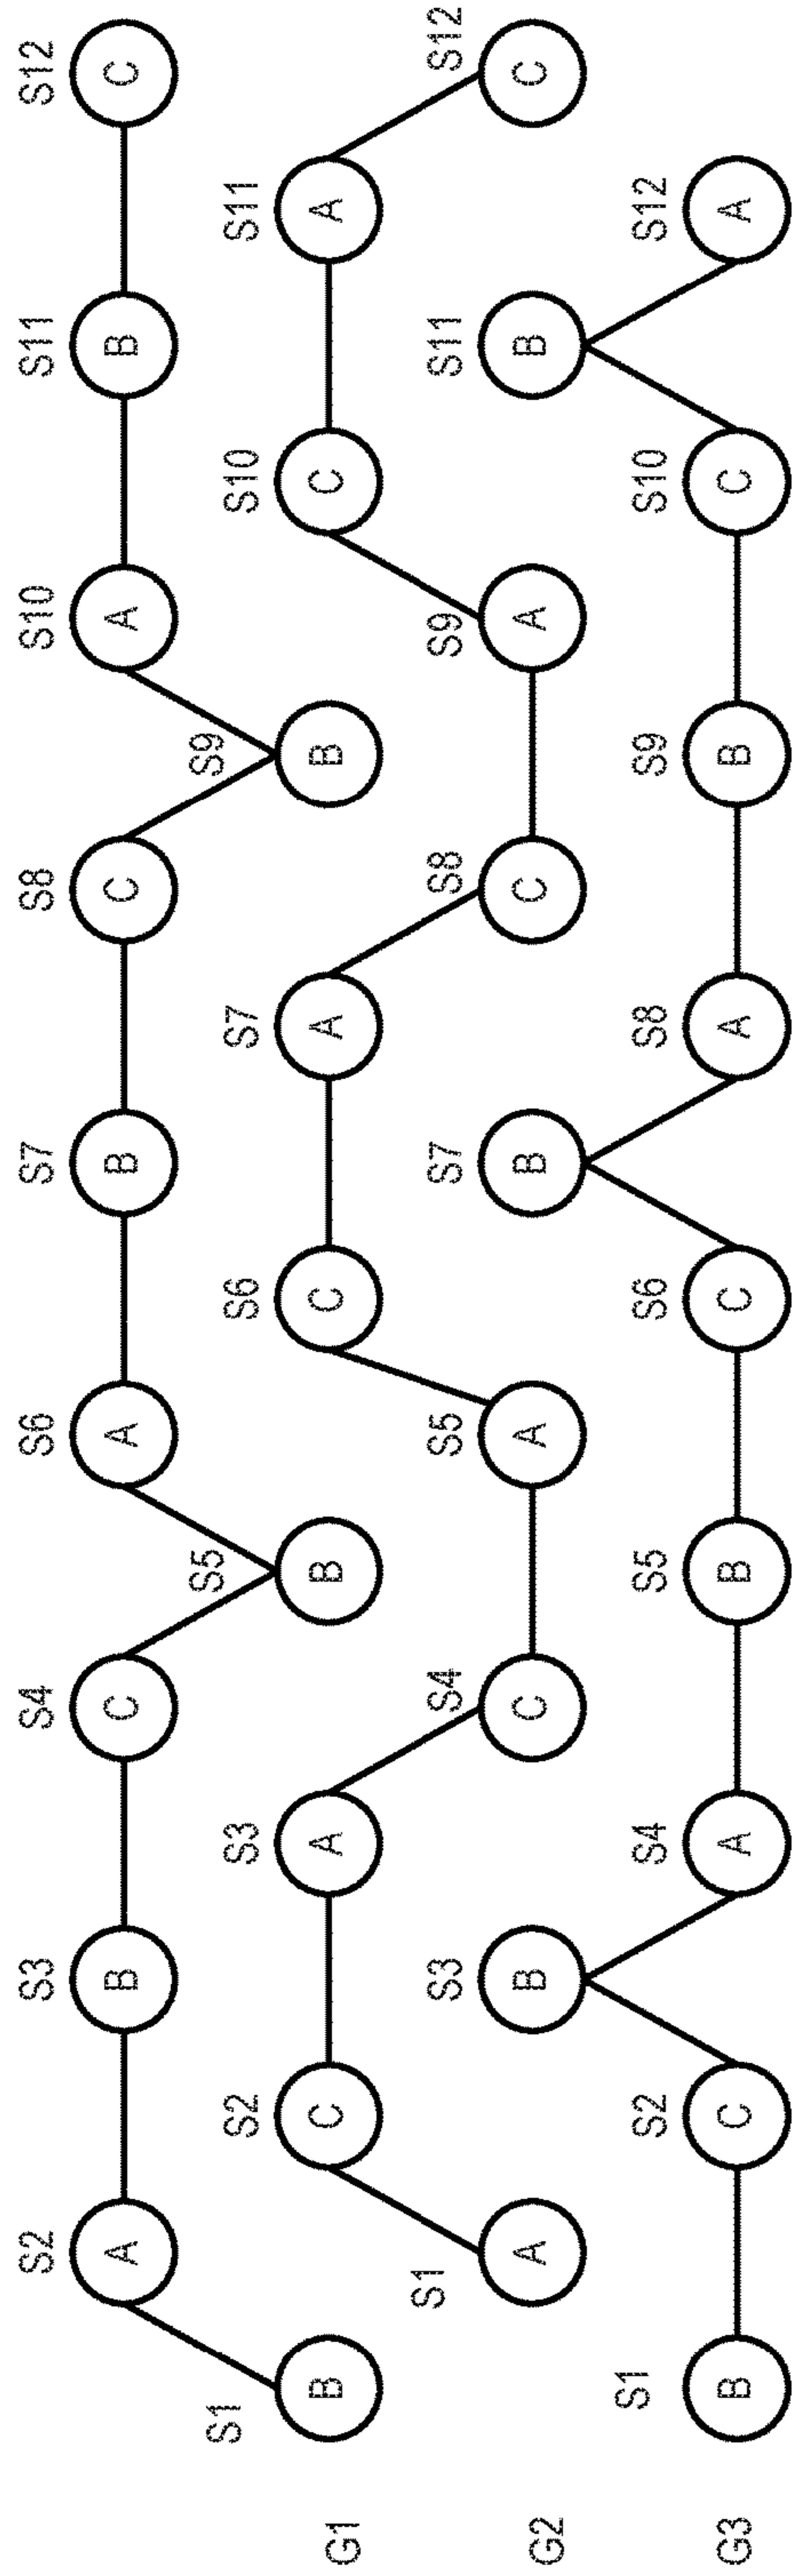 S2 S3 S4 S6 S7 S8 S10 S11 S12
A B C A B C A B C
S1 S2 S3 S5 S6 S7 S9 S10 S11
G1 B C A B C A B C A
S1 S3 S4 S5 S7 S8 S9 S11 S12
G2 A B C A B C A B C
S1 S2 S4 S5 S6 S8 S9 S10 S12
G3 B C A B C A B C A